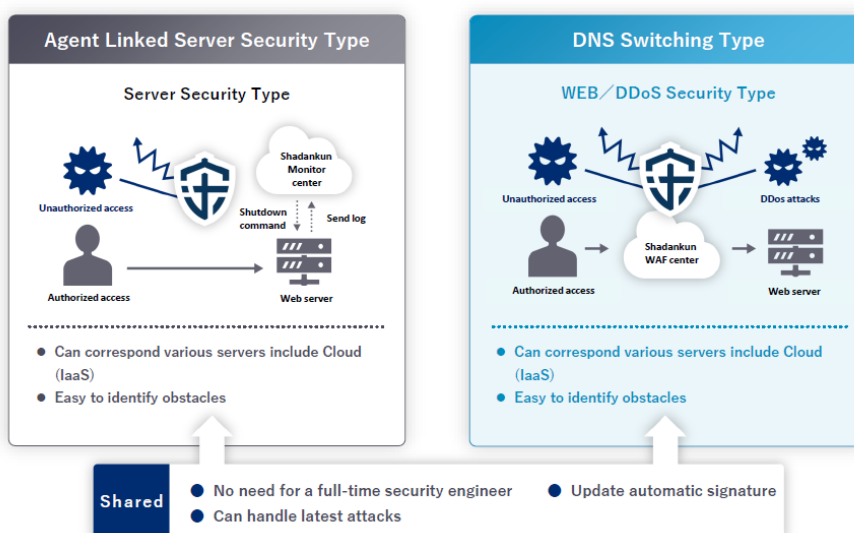 Agent Linked Server Security Type
Server Security Type
Shadankun
Monitor
center
Unauthorized access
Shutdown
command
Send log
Authorized access
Web server
● Can correspond various servers include Cloud
(IaaS)
● Easy to identify obstacles
DNS Switching Type
WEB／DDoS Security Type
Unauthorized access
DDos attacks
Shadankun
WAF center
Authorized access
Web server
● Can correspond various servers include Cloud
(IaaS)
● Easy to identify obstacles
Shared
● No need for a full-time security engineer
● Update automatic signature
● Can handle latest attacks